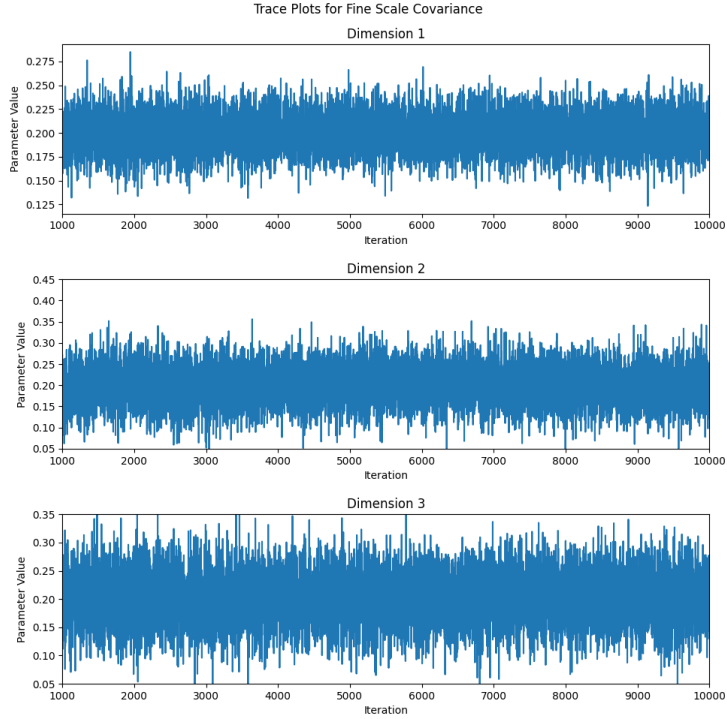 Trace Plots for Fine Scale Covariance
Dimension 1
0.275
0.250
0.225
0.200
0.175
0.150
0.125
Parameter Value
1000 2000 3000 4000 5000 6000 7000 8000 9000 10000
Iteration
Dimension 2
0.45
0.40
0.35
0.30
0.25
0.20
0.15
0.10
0.05
Parameter Value
1000 2000 3000 4000 5000 6000 7000 8000 9000 10000
Iteration
Dimension 3
0.35
0.30
0.25
0.20
0.15
0.10
0.05
Parameter Value
1000 2000 3000 4000 5000 6000 7000 8000 9000 10000
Iteration